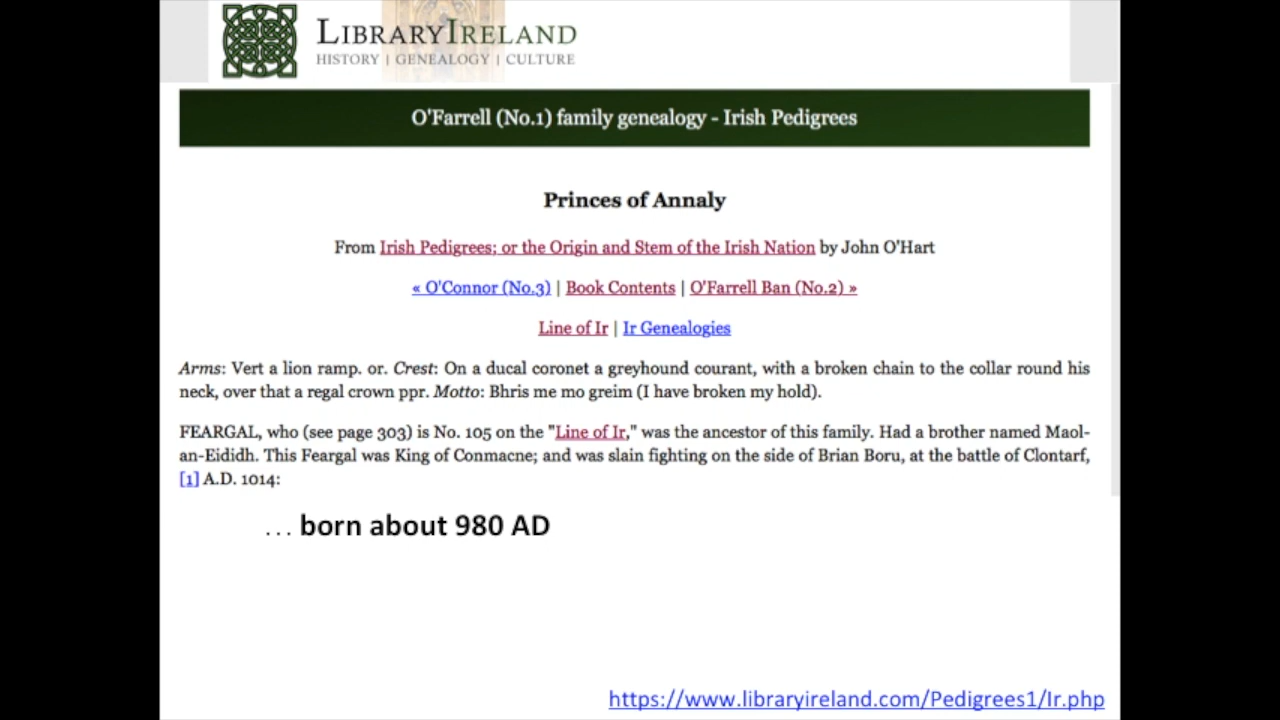 LIBRARYIRELAND
HISTORY | GENEALOGY | CULTURE
O'Farrell (No.1) family genealogy - Irish Pedigrees
Princes of Annaly
From Irish Pedigrees; or the Origin and Stem of the Irish Nation by John O'Hart
« O'Connor (No.3) | Book Contents | O'Farrell Ban (No.2) »
Line of Ir | Ir Genealogies
Arms: Vert a lion ramp. or. Crest: On a ducal coronet a greyhound courant, with a broken chain to the collar round his
neck, over that a regal crown ppr. Motto: Bhris me mo greim (I have broken my hold).
FEARGAL, who (see page 303) is No. 105 on the "Line of Ir," was the ancestor of this family. Had a brother named Maol-
an-Eididh. This Feargal was King of Conmacne; and was slain fighting on the side of Brian Boru, at the battle of Clontarf,
[1] A.D. 1014:
... born about 980 AD
https://www.libraryireland.com/Pedigrees1/Ir.php